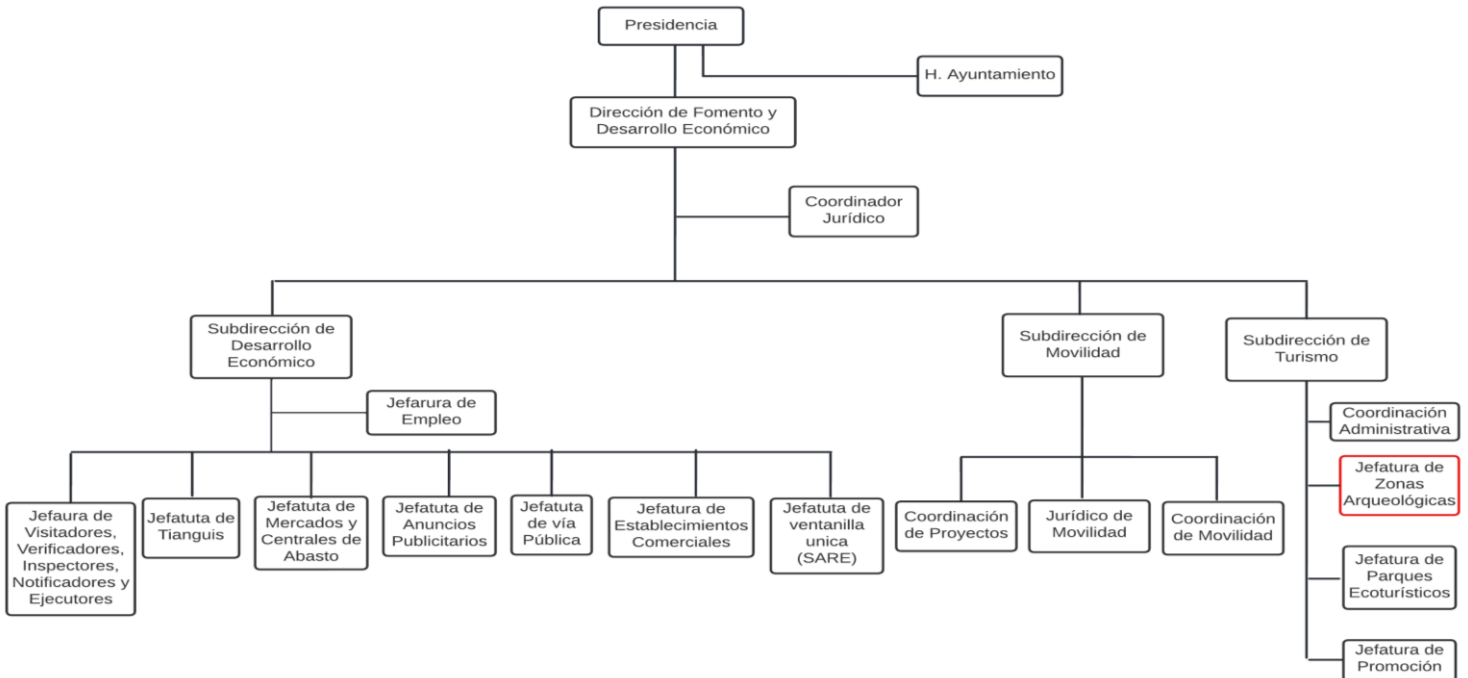 Presidencia
H. Ayuntamiento
Dirección de Fomento y
Desarrollo Económico
Coordinador
Jurídico
Subdirección de
Desarrollo
Económico
Subdirección de
Movilidad
Subdirección de
Turismo
Jefarura de
Empleo
Coordinación
Administrativa
Jefatura de
Zonas
Arqueológicas
Jefaura de
Visitadores,
Verificadores,
Inspectores,
Notificadores y
Ejecutores
Jefatuta de
Tianguis
Jefatuta de
Mercados y
Centrales de
Abasto
Jefatuta de
Anuncios
Publicitarios
Jefatuta
de vía
Pública
Jefatura de
Establecimientos
Comerciales
Jefatuta de
ventanilla
unica
(SARE)
Coordinación
de Proyectos
Jurídico de
Movilidad
Coordinación
de Movilidad
Jefatura de
Parques
Ecoturísticos
Jefatura de
Promoción